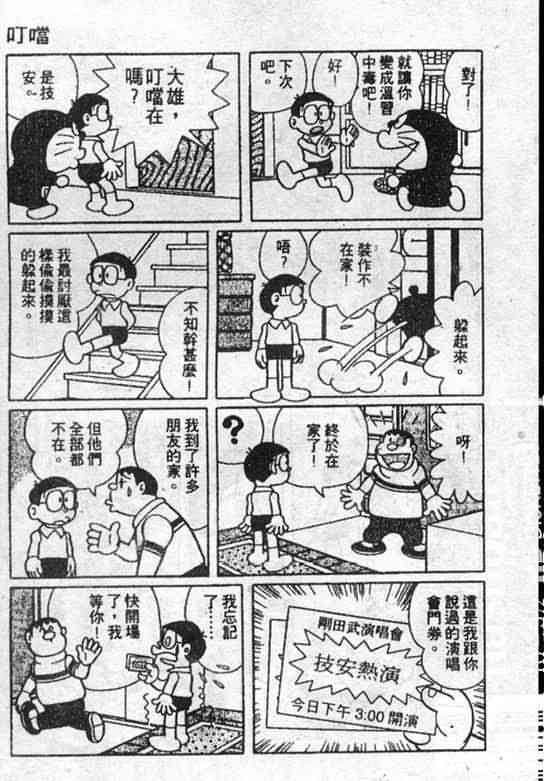 叮噹
對了！
就讓你
變成溫習
中毒吧！
好！
下次
吧。
大雄，
叮噹在
嗎？
是技
安。
躲起來。
裝作不
在家！
唔？
不知幹甚麼！
我最討厭這
樣偷偷摸摸
的躲起來。
呀！
終於在
家了！
？
我到了許多
朋友的家。
但他們
全部都
不在。
這是我跟你
說過的演唱
會門券。
剛田武演唱會
技安熱演
今日下午3:00開演
我忘記
了……
快開場
了，我
等你！